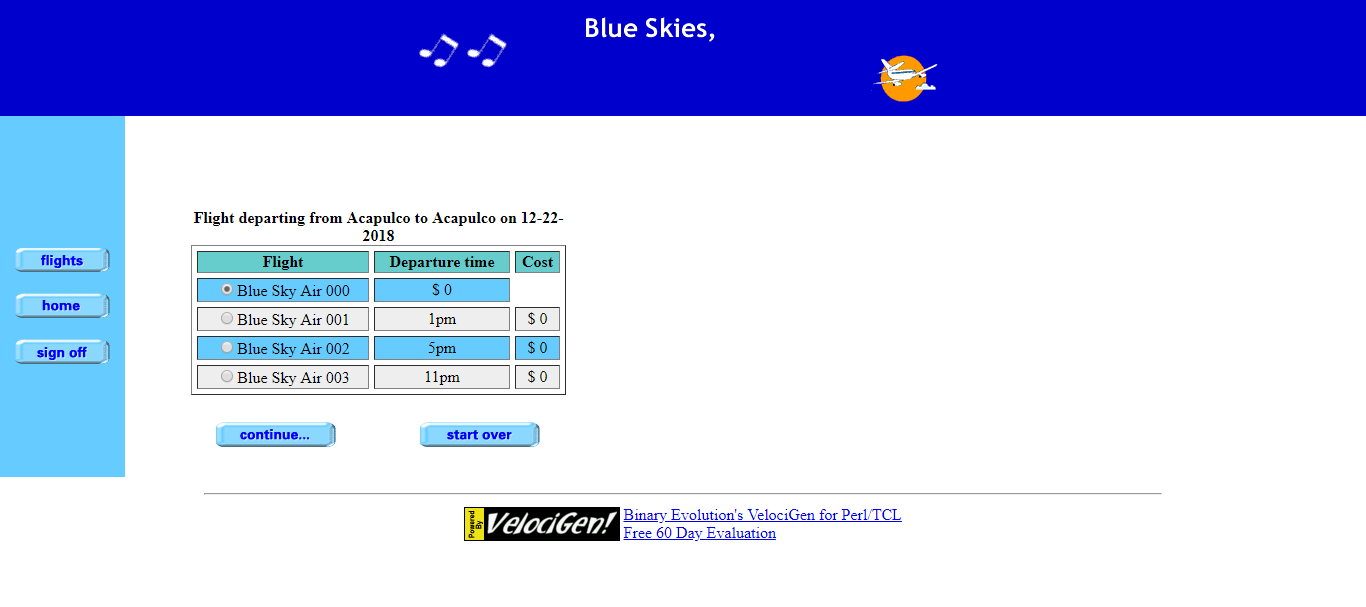 Blue Skies,
flights
home
sign off
Flight departing from Acapulco to Acapulco on 12-22-
2018
Flight Departure time Cost
Blue Sky Air 000 $ 0
Blue Sky Air 001 1pm $ 0
Blue Sky Air 002 5pm $ 0
Blue Sky Air 003 11pm $ 0
continue... start over
Powered
By
VelociGen!
Binary Evolution's VelociGen for Perl/TCL
Free 60 Day Evaluation